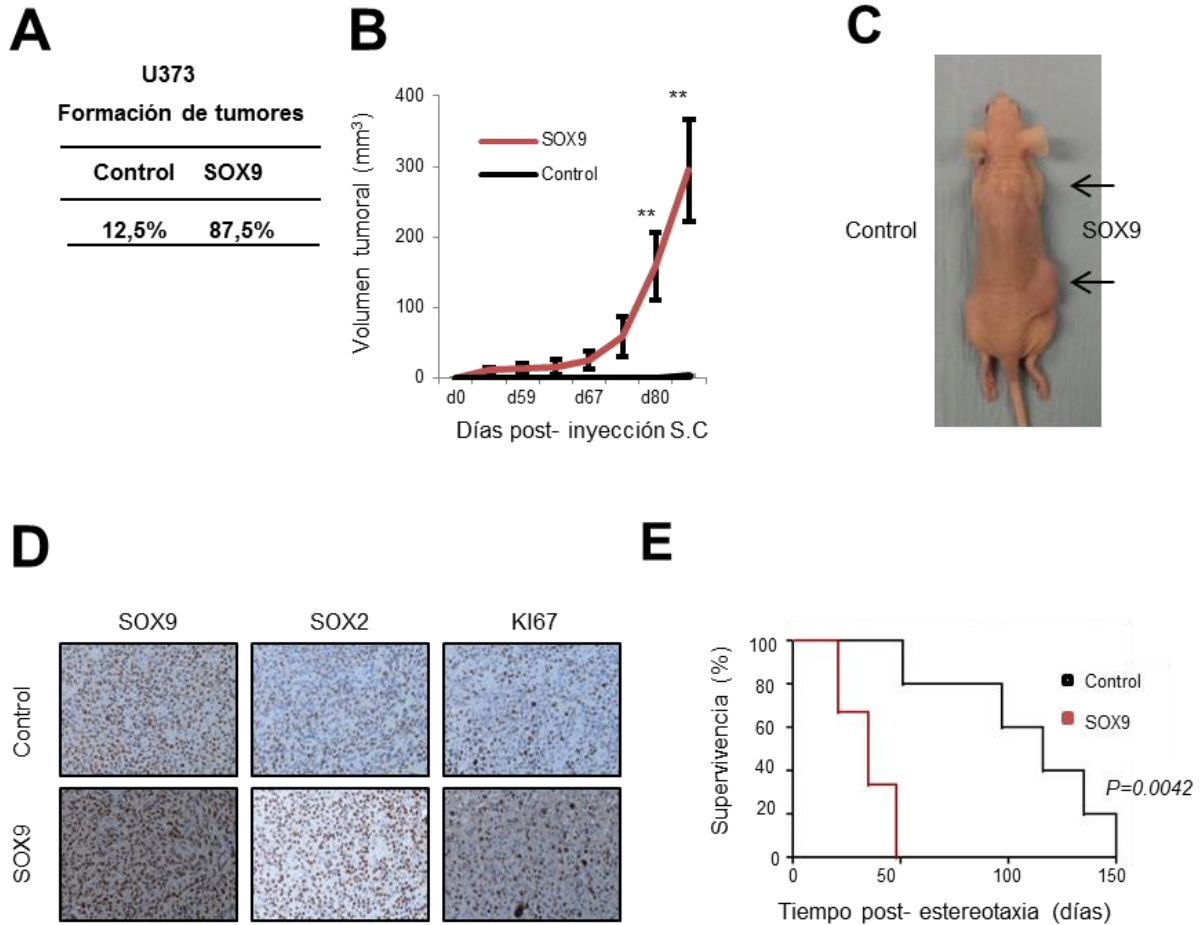 A
U373
Formación de tumores
Control SOX9
12,5% 87,5%
B
Volumen tumoral (mm³)
400
300
200
100
0
SOX9
Control
**
**
d0 d59 d67 d80
Días post- inyección S.C
C
Control
SOX9
D
SOX9 SOX2 KI67
Control
SOX9
E
Supervivencia (%)
100
80
60
40
20
0
Control
SOX9
P=0.0042
0 50 100 150
Tiempo post- estereotaxia (días)